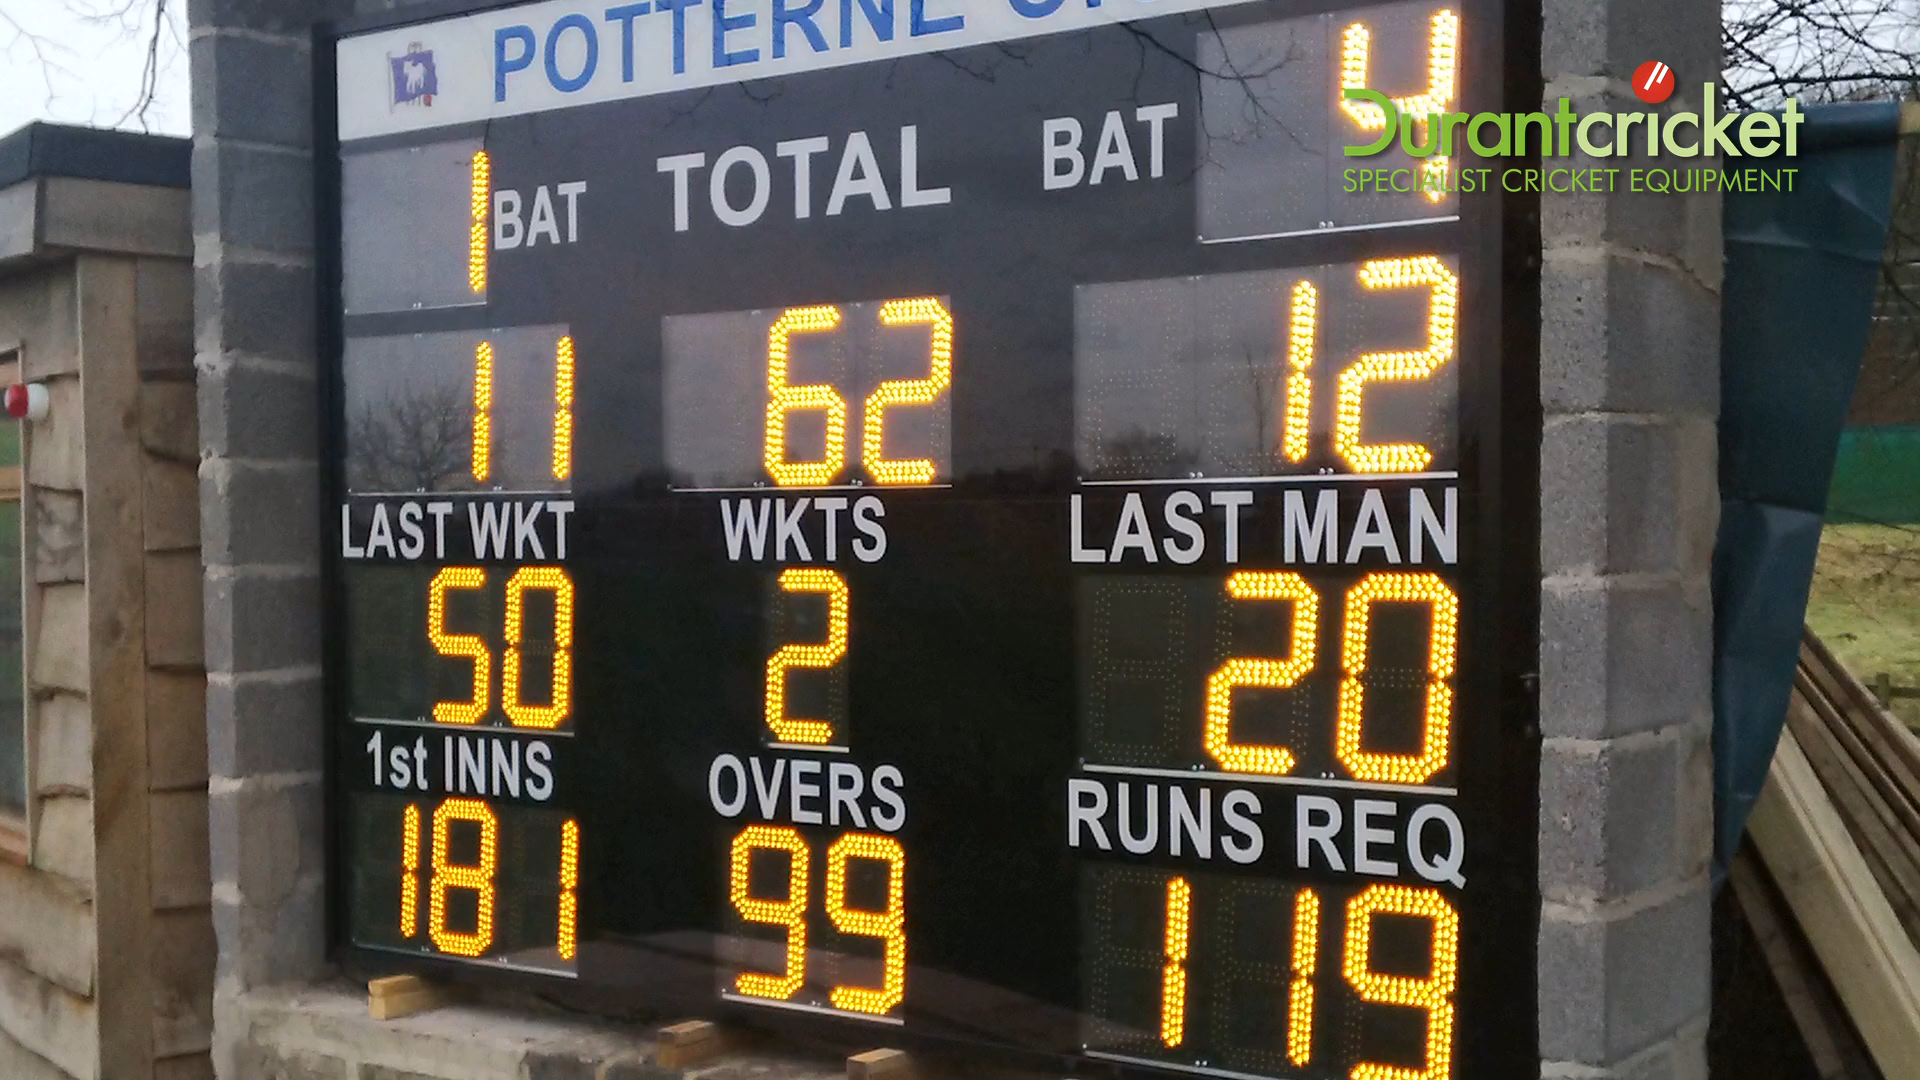 POTTERNE
Durantcricket
SPECIALIST CRICKET EQUIPMENT
1 BAT TOTAL BAT 4
11 62 12
LAST WKT WKTS LAST MAN
50 2 20
1st INNS OVERS RUNS REQ
181 99 119